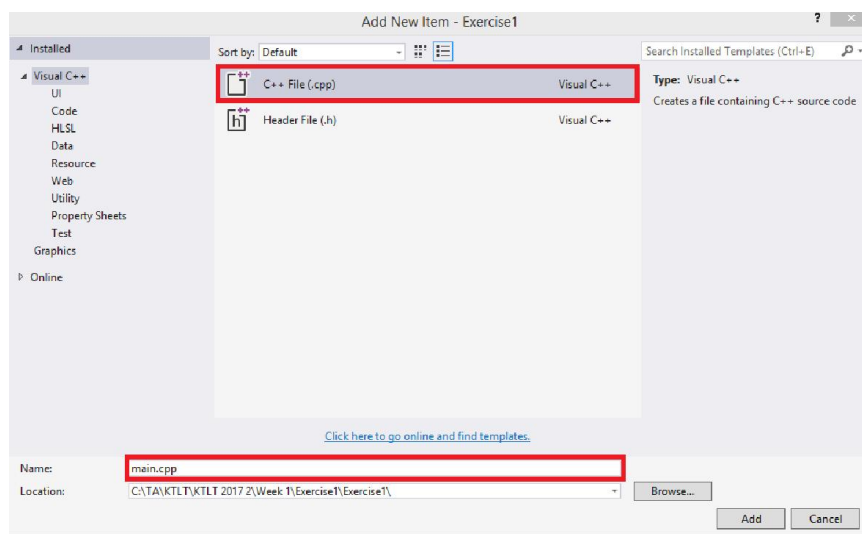 Add New Item - Exercise1
?
Installed
Sort by: Default
Search Installed Templates (Ctrl+E)
Visual C++
UI
Code
HLSL
Data
Resource
Web
Utility
Property Sheets
Test
Graphics
Online
C++ File (.cpp) Visual C++
Header File (.h) Visual C++
Type: Visual C++
Creates a file containing C++ source code
Click here to go online and find templates.
Name: main.cpp
Location: C:\TA\KTLT\KTLT 2017 2\Week 1\Exercise1\Exercise1\
Browse...
Add Cancel